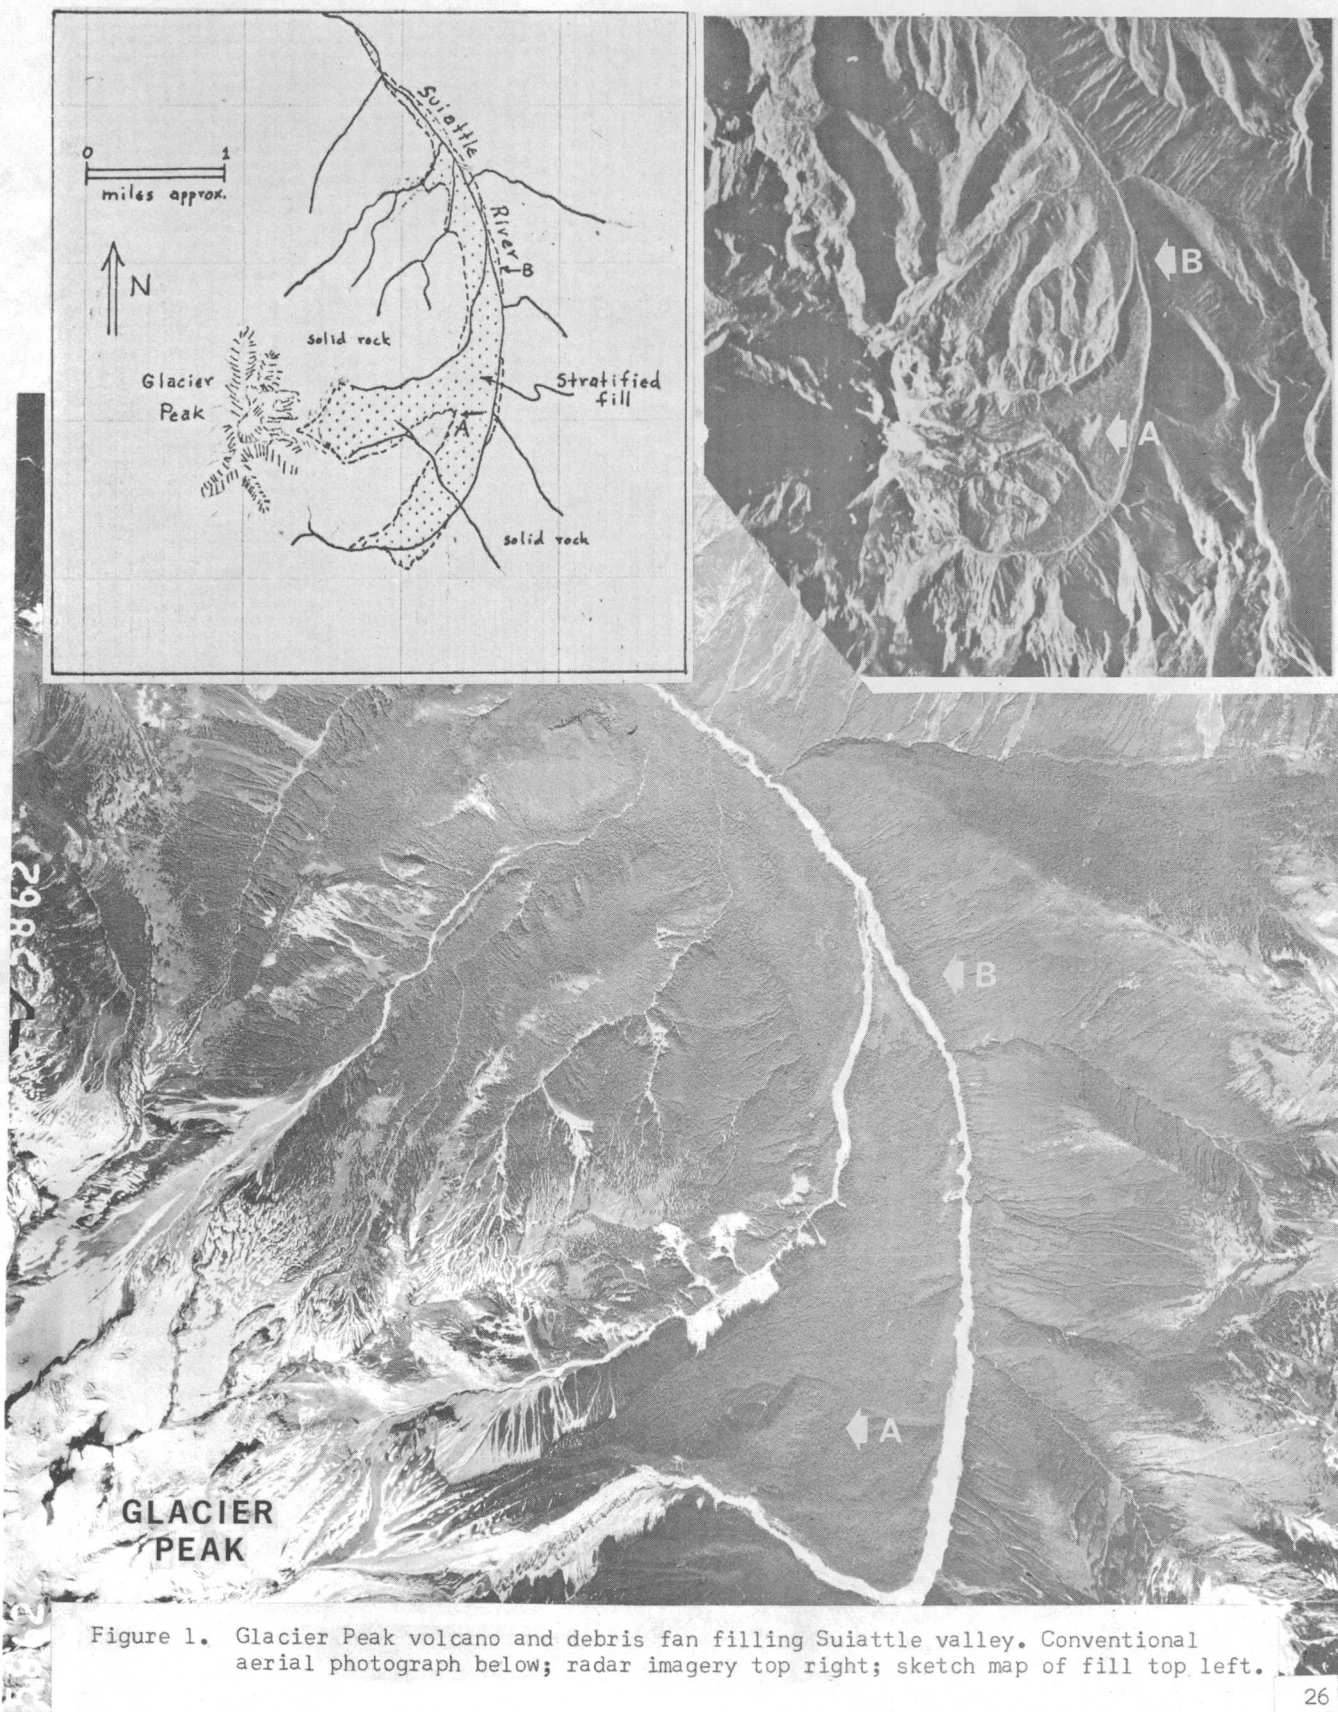 Suiattle
River
B
0 1
miles approx.
N
solid rock
Glacier
Peak
Stratified
fill
A
solid rock
B
A
B
A
GLACIER
PEAK
Figure 1. Glacier Peak volcano and debris fan filling Suiattle valley. Conventional
aerial photograph below; radar imagery top right; sketch map of fill top left.
26